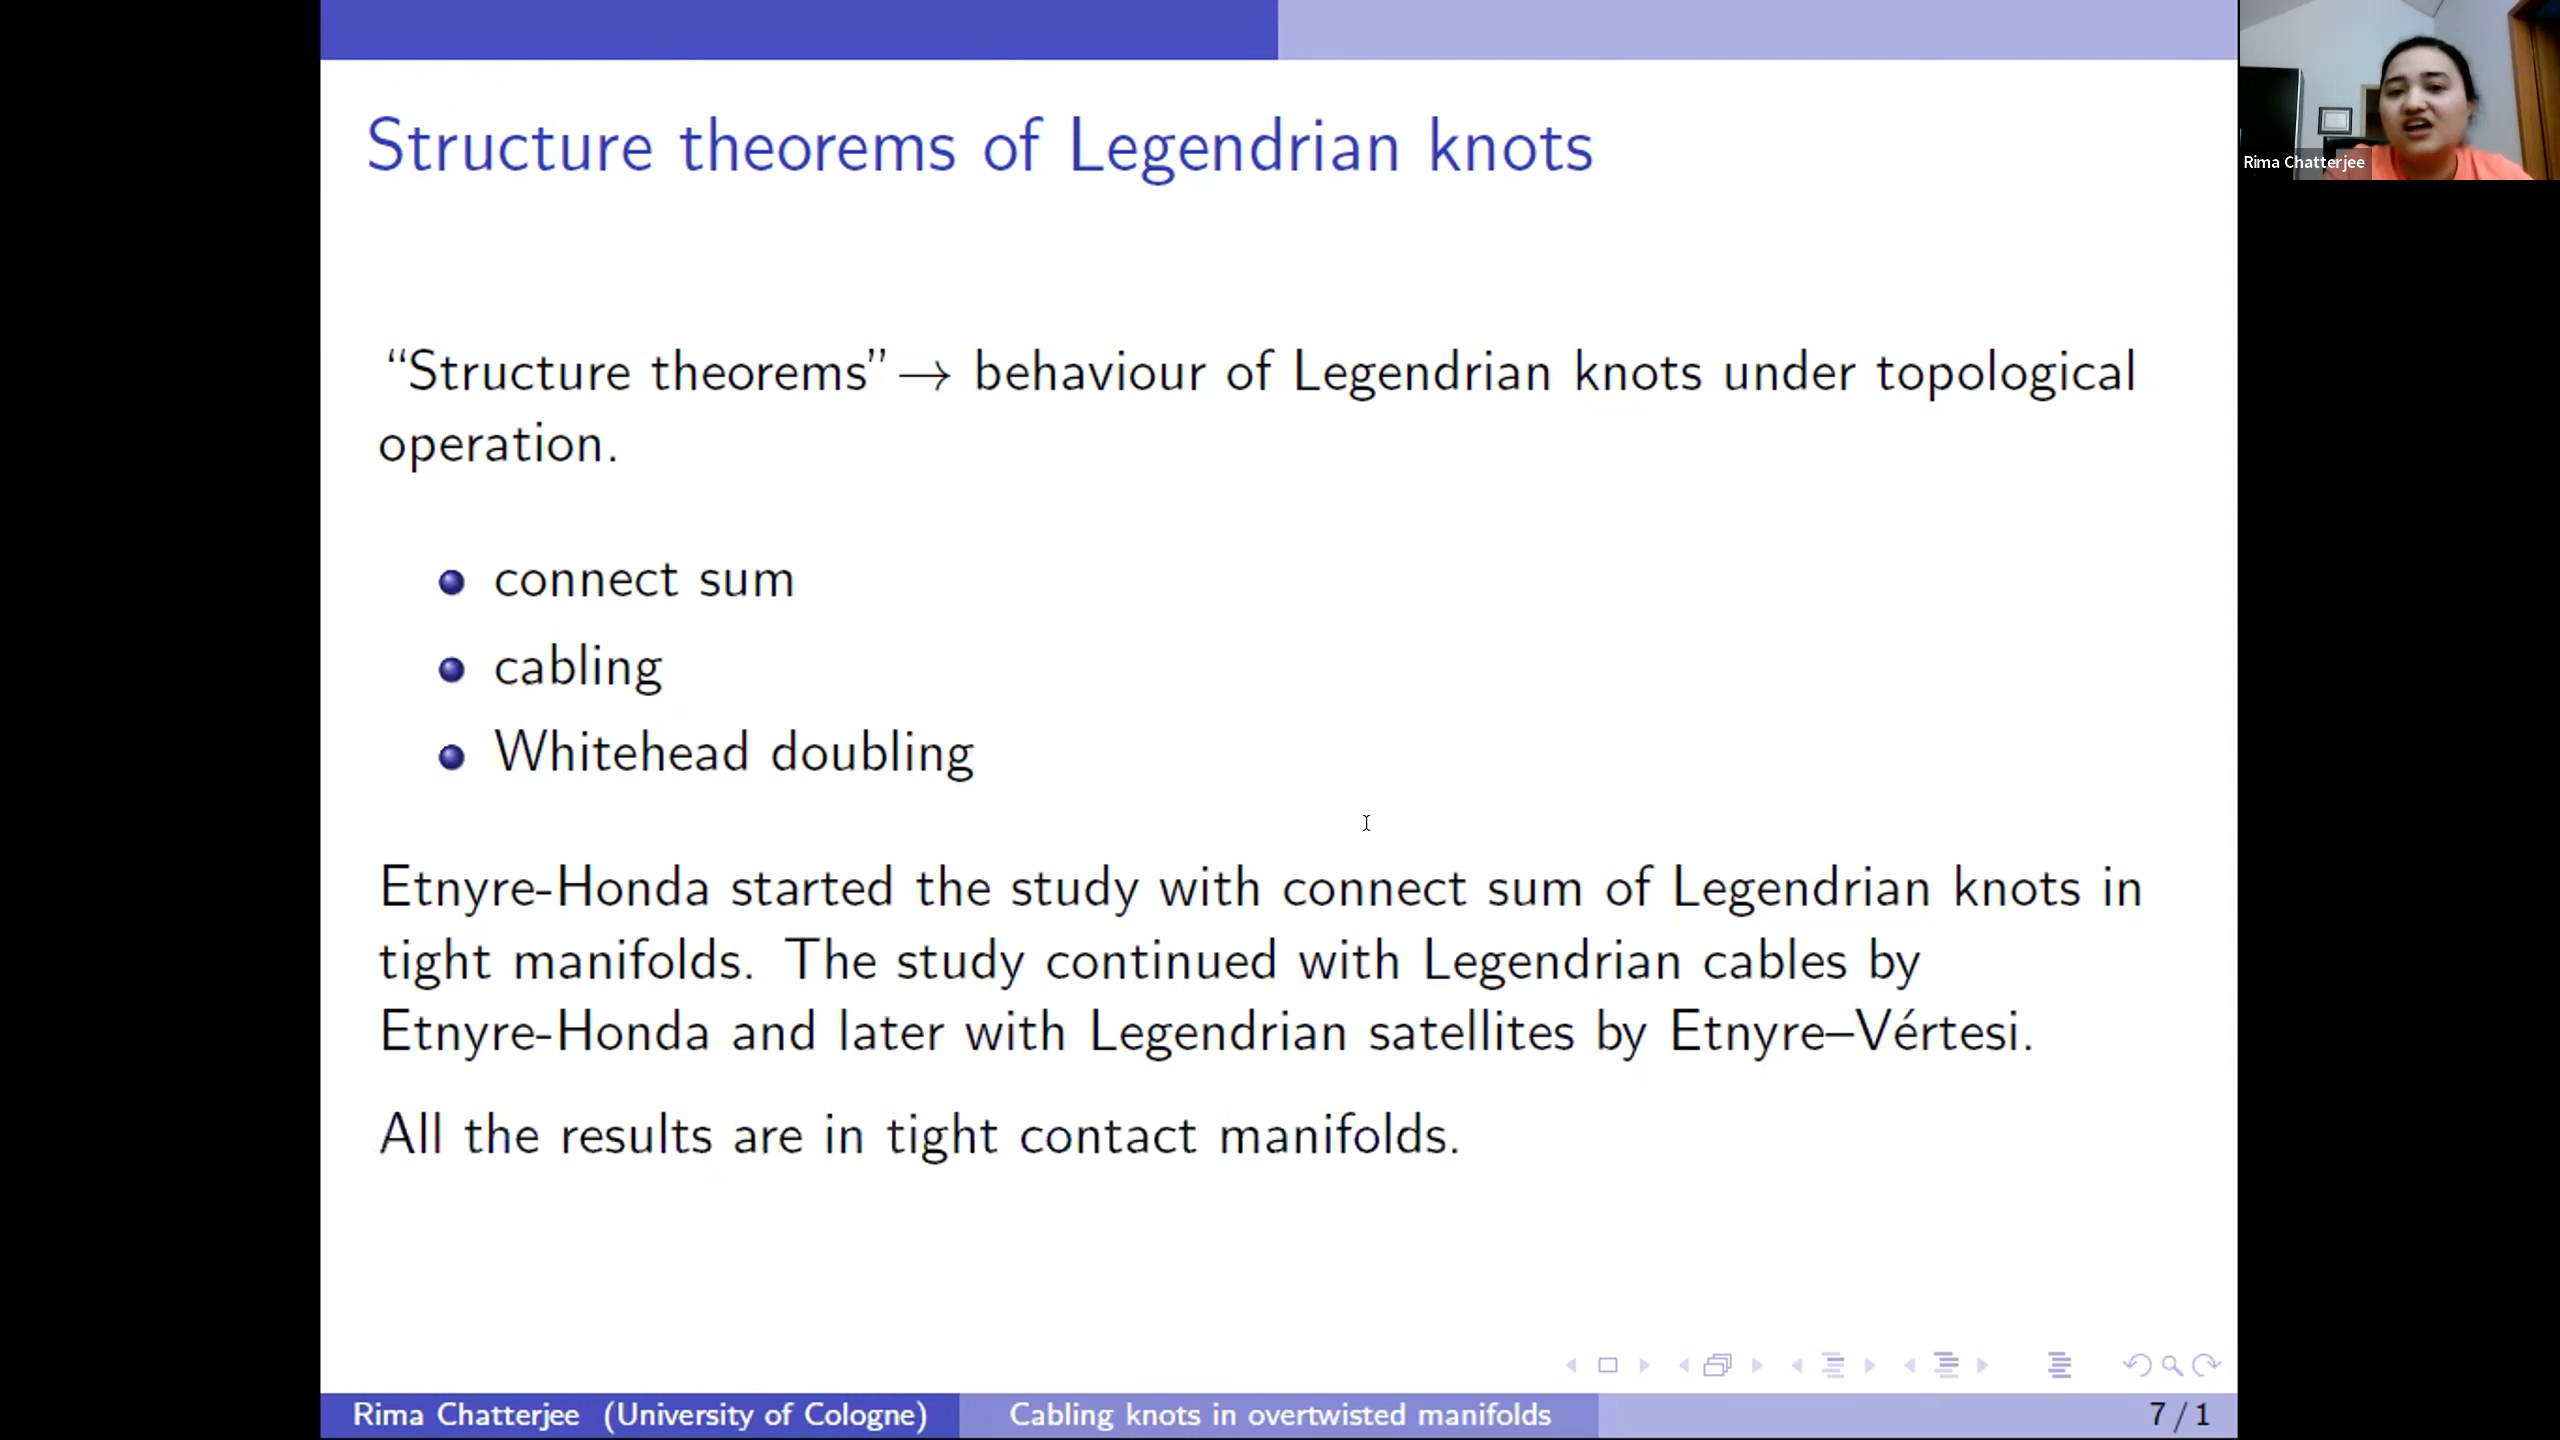 Structure theorems of Legendrian knots
Rima Chatterjee
“Structure theorems”→ behaviour of Legendrian knots under topological
operation.
connect sum
cabling
Whitehead doubling
Etnyre-Honda started the study with connect sum of Legendrian knots in
tight manifolds. The study continued with Legendrian cables by
Etnyre-Honda and later with Legendrian satellites by Etnyre–Vértesi.
All the results are in tight contact manifolds.
Rima Chatterjee (University of Cologne) Cabling knots in overtwisted manifolds 7 / 1